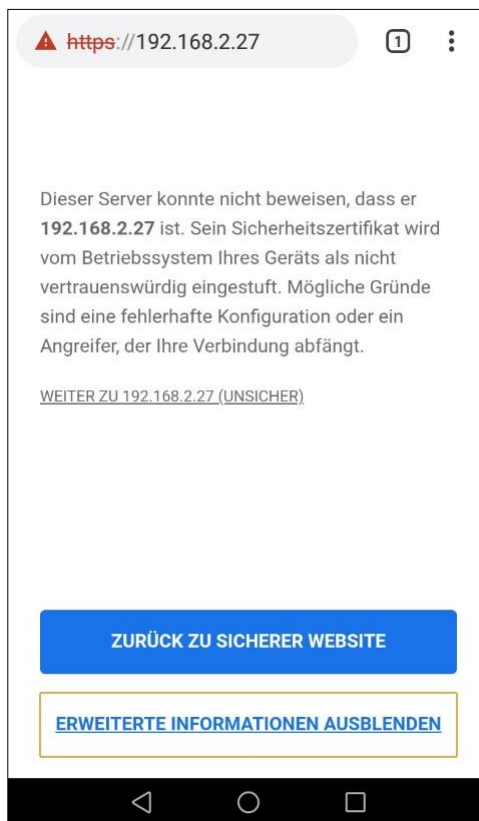 https://192.168.2.27
1
Dieser Server konnte nicht beweisen, dass er
192.168.2.27 ist. Sein Sicherheitszertifikat wird
vom Betriebssystem Ihres Geräts als nicht
vertrauenswürdig eingestuft. Mögliche Gründe
sind eine fehlerhafte Konfiguration oder ein
Angreifer, der Ihre Verbindung abfängt.
WEITER ZU 192.168.2.27 (UNSICHER)
ZURÜCK ZU SICHERER WEBSITE
ERWEITERTE INFORMATIONEN AUSBLENDEN